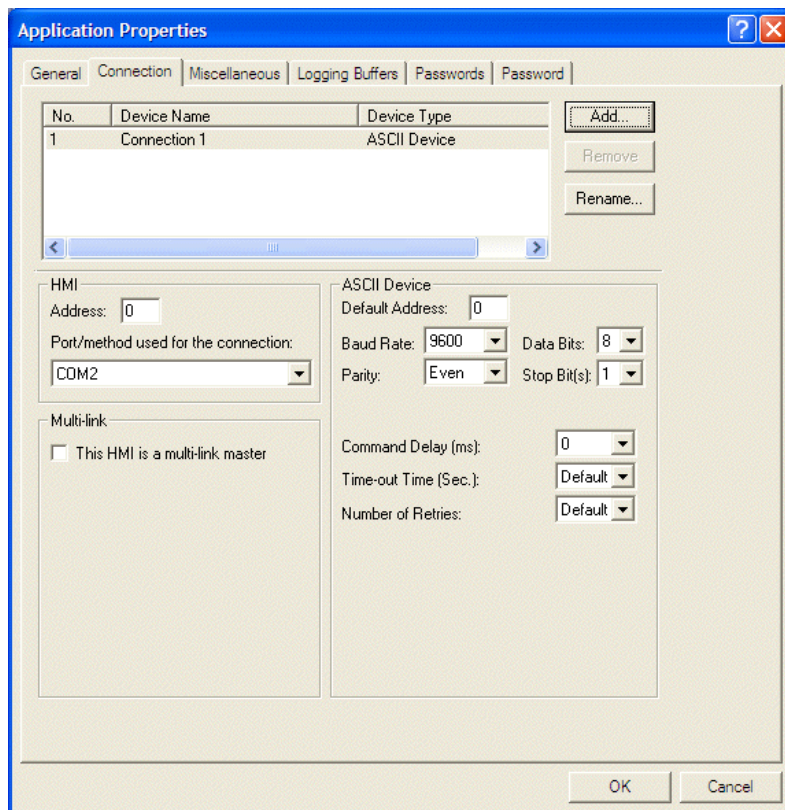 Application Properties
General Connection Miscellaneous Logging Buffers Passwords Password
No. Device Name Device Type
1 Connection 1 ASCII Device
Add...
Remove
Rename...
HMI
Address: 0
Port/method used for the connection:
COM2
Multi-link
This HMI is a multi-link master
ASCII Device
Default Address: 0
Baud Rate: 9600 Data Bits: 8
Parity: Even Stop Bit(s): 1
Command Delay (ms): 0
Time-out Time (Sec.): Default
Number of Retries: Default
OK Cancel